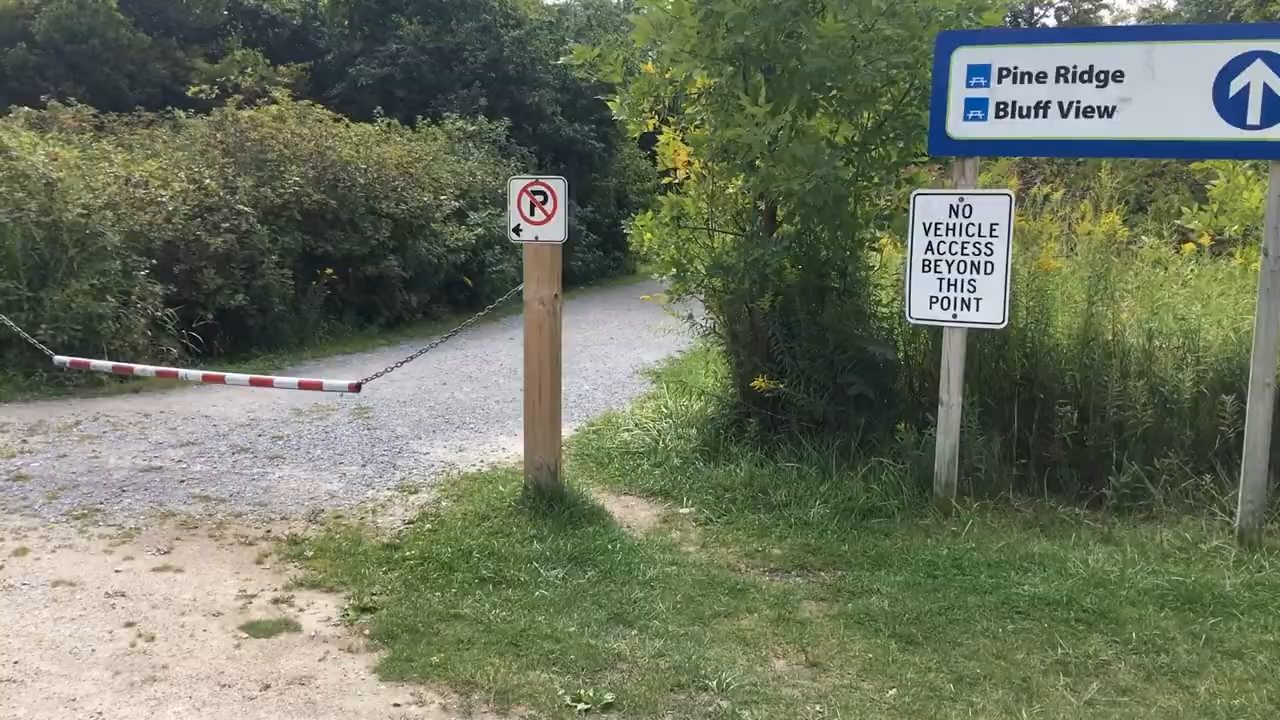 P
Pine Ridge
Bluff View
NO
VEHICLE
ACCESS
BEYOND
THIS
POINT